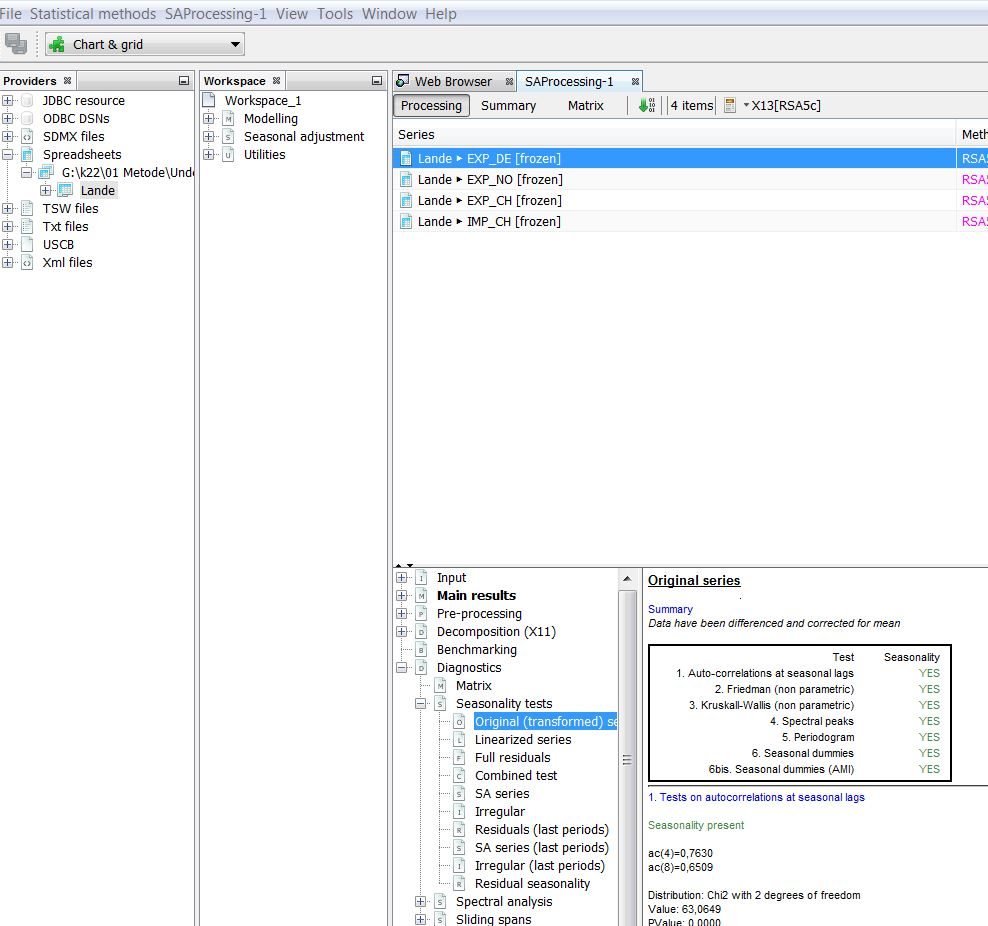 File Statistical methods SAProcessing-1 View Tools Window Help
Chart & grid
Providers
JDBC resource
ODBC DSNs
SDMX files
Spreadsheets
G:\k22\01 Metode\Unde
Lande
TSW files
Txt files
USCB
Xml files
Workspace
Workspace_1
Modelling
Seasonal adjustment
Utilities
Web Browser SAProcessing-1
Processing Summary Matrix 4 items X13[RSA5c]
Series Meth
Lande EXP_DE [frozen] RSA5
Lande EXP_NO [frozen] RSA5
Lande EXP_CH [frozen] RSA5
Lande IMP_CH [frozen] RSA5
Input
Main results
Pre-processing
Decomposition (X11)
Benchmarking
Diagnostics
Matrix
Seasonality tests
Original (transformed) se
Linearized series
Full residuals
Combined test
SA series
Irregular
Residuals (last periods)
SA series (last periods)
Irregular (last periods)
Residual seasonality
Spectral analysis
Sliding spans
Original series
Summary
Data have been differenced and corrected for mean
Test Seasonality
1. Auto-correlations at seasonal lags YES
2. Friedman (non parametric) YES
3. Kruskall-Wallis (non parametric) YES
4. Spectral peaks YES
5. Periodogram YES
6. Seasonal dummies YES
6bis. Seasonal dummies (AMI) YES
1. Tests on autocorrelations at seasonal lags
Seasonality present
ac(4)=0,7630
ac(8)=0,6509
Distribution: Chi2 with 2 degrees of freedom
Value: 63,0649
PValue: 0,0000